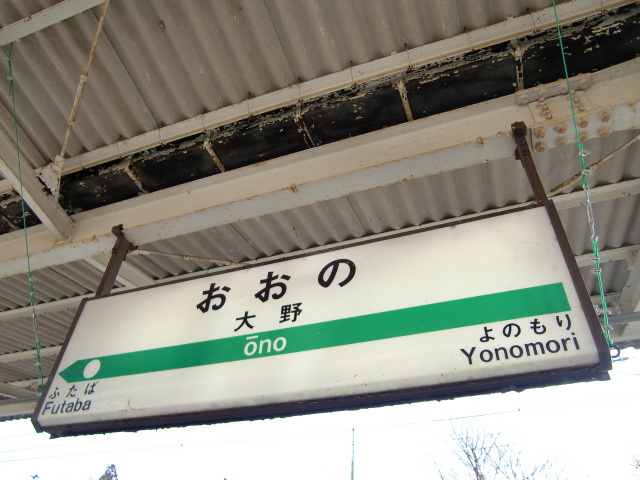 おおの
大野
ōno
ふたば
Futaba
よのもり
Yonomori